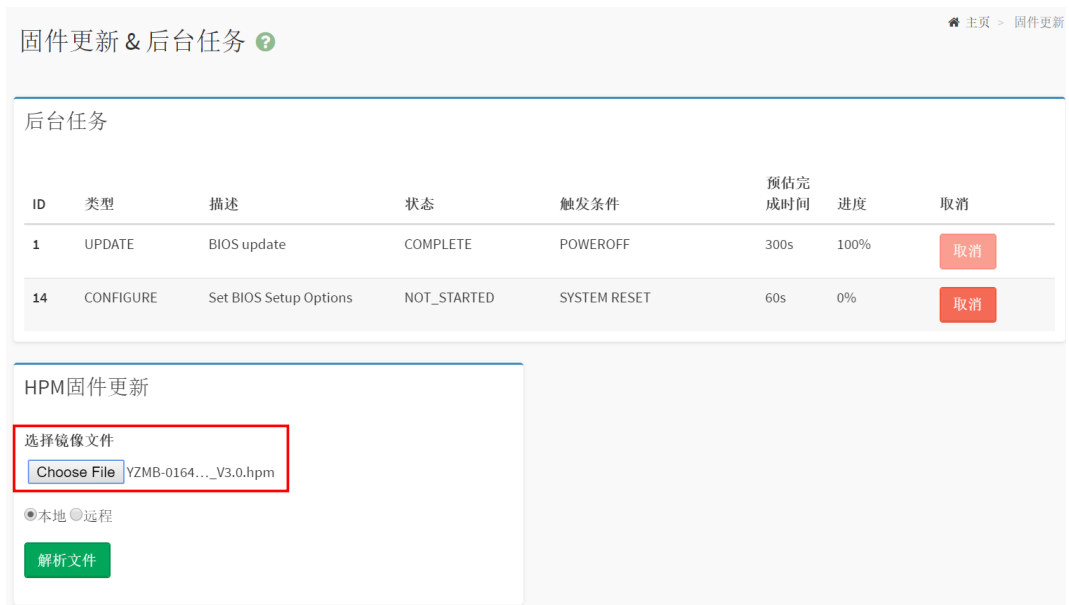 主页 > 固件更新
固件更新 & 后台任务 ?
后台任务
ID 类型 描述 状态 触发条件 预估完成时间 进度 取消
1 UPDATE BIOS update COMPLETE POWEROFF 300s 100% 取消
14 CONFIGURE Set BIOS Setup Options NOT_STARTED SYSTEM RESET 60s 0% 取消
HPM固件更新
选择镜像文件
Choose File YZMB-0164..._V3.0.hpm
本地 远程
解析文件